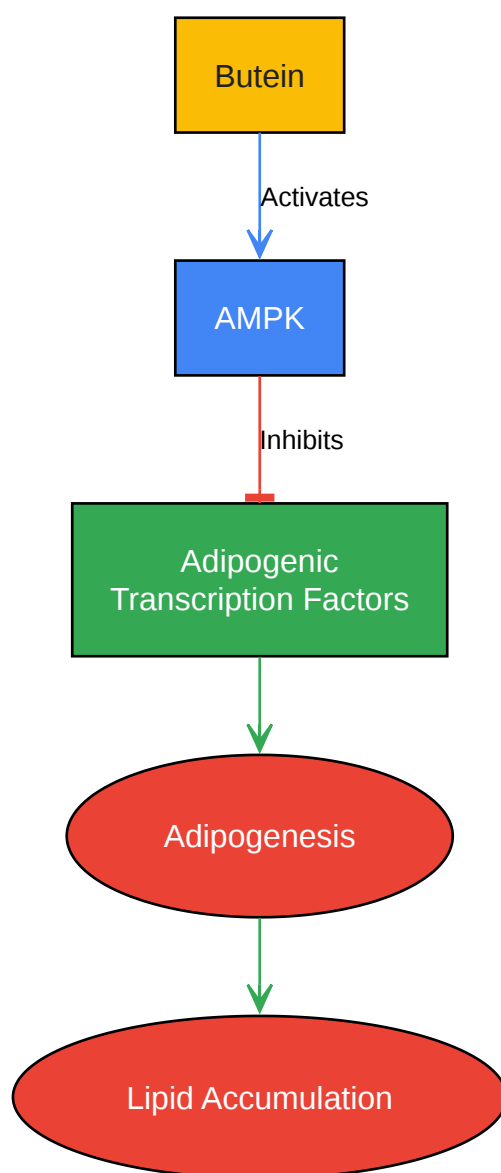 Butein
Activates
AMPK
Inhibits
Adipogenic
Transcription Factors
Adipogenesis
Lipid Accumulation